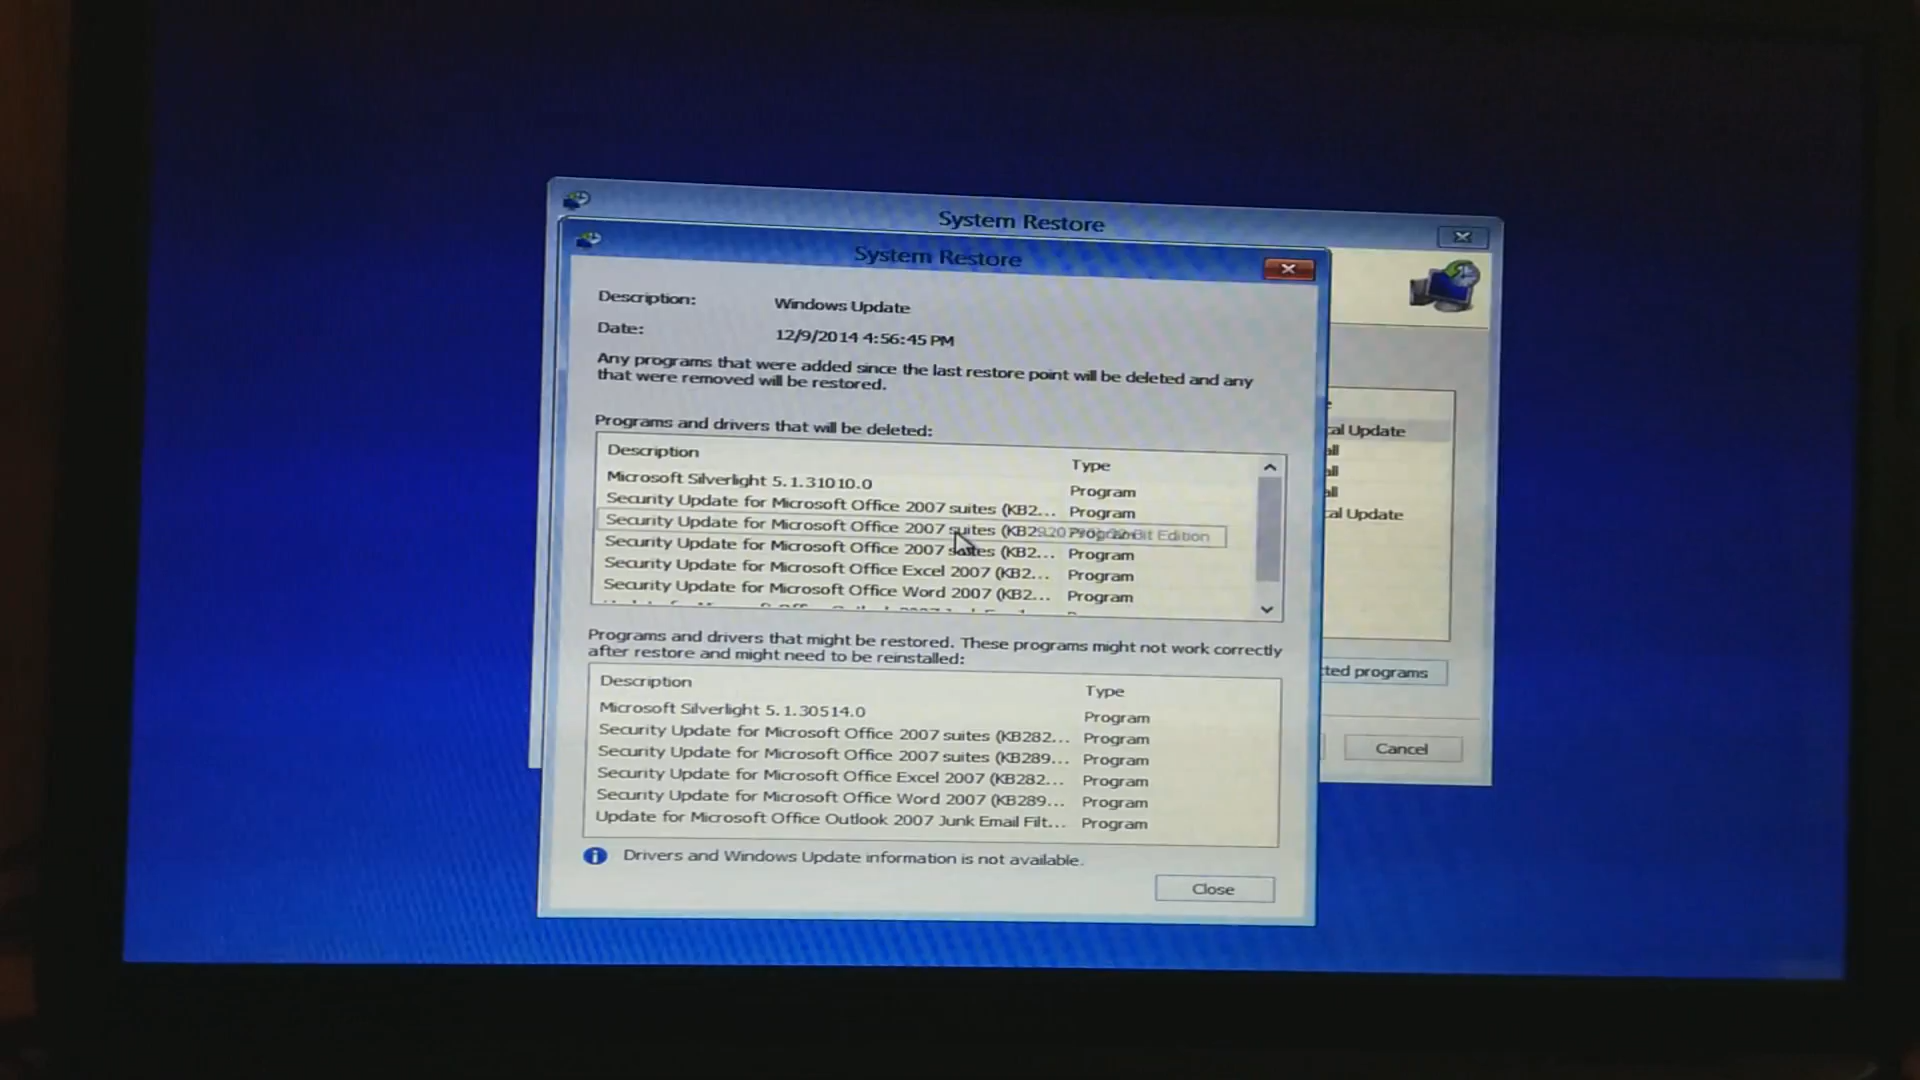 System Restore
System Restore
Description: Windows Update
Date: 12/9/2014 4:56:45 PM
Any programs that were added since the last restore point will be deleted and any
that were removed will be restored.
Programs and drivers that will be deleted:
Description Type
Microsoft Silverlight 5.1.31010.0 Program
Security Update for Microsoft Office 2007 suites (KB2... Program
Security Update for Microsoft Office 2007 suites (KB2920 Bit Edition
Security Update for Microsoft Office 2007 suites (KB2... Program
Security Update for Microsoft Office Excel 2007 (KB2... Program
Security Update for Microsoft Office Word 2007 (KB2... Program
Programs and drivers that might be restored. These programs might not work correctly
after restore and might need to be reinstalled:
Description Type
Microsoft Silverlight 5.1.30514.0 Program
Security Update for Microsoft Office 2007 suites (KB282... Program
Security Update for Microsoft Office 2007 suites (KB289... Program
Security Update for Microsoft Office Excel 2007 (KB282... Program
Security Update for Microsoft Office Word 2007 (KB289... Program
Update for Microsoft Office Outlook 2007 Junk Email Filt... Program
Drivers and Windows Update information is not available.
Close
cal Update
all
all
all
cal Update
cted programs
Cancel